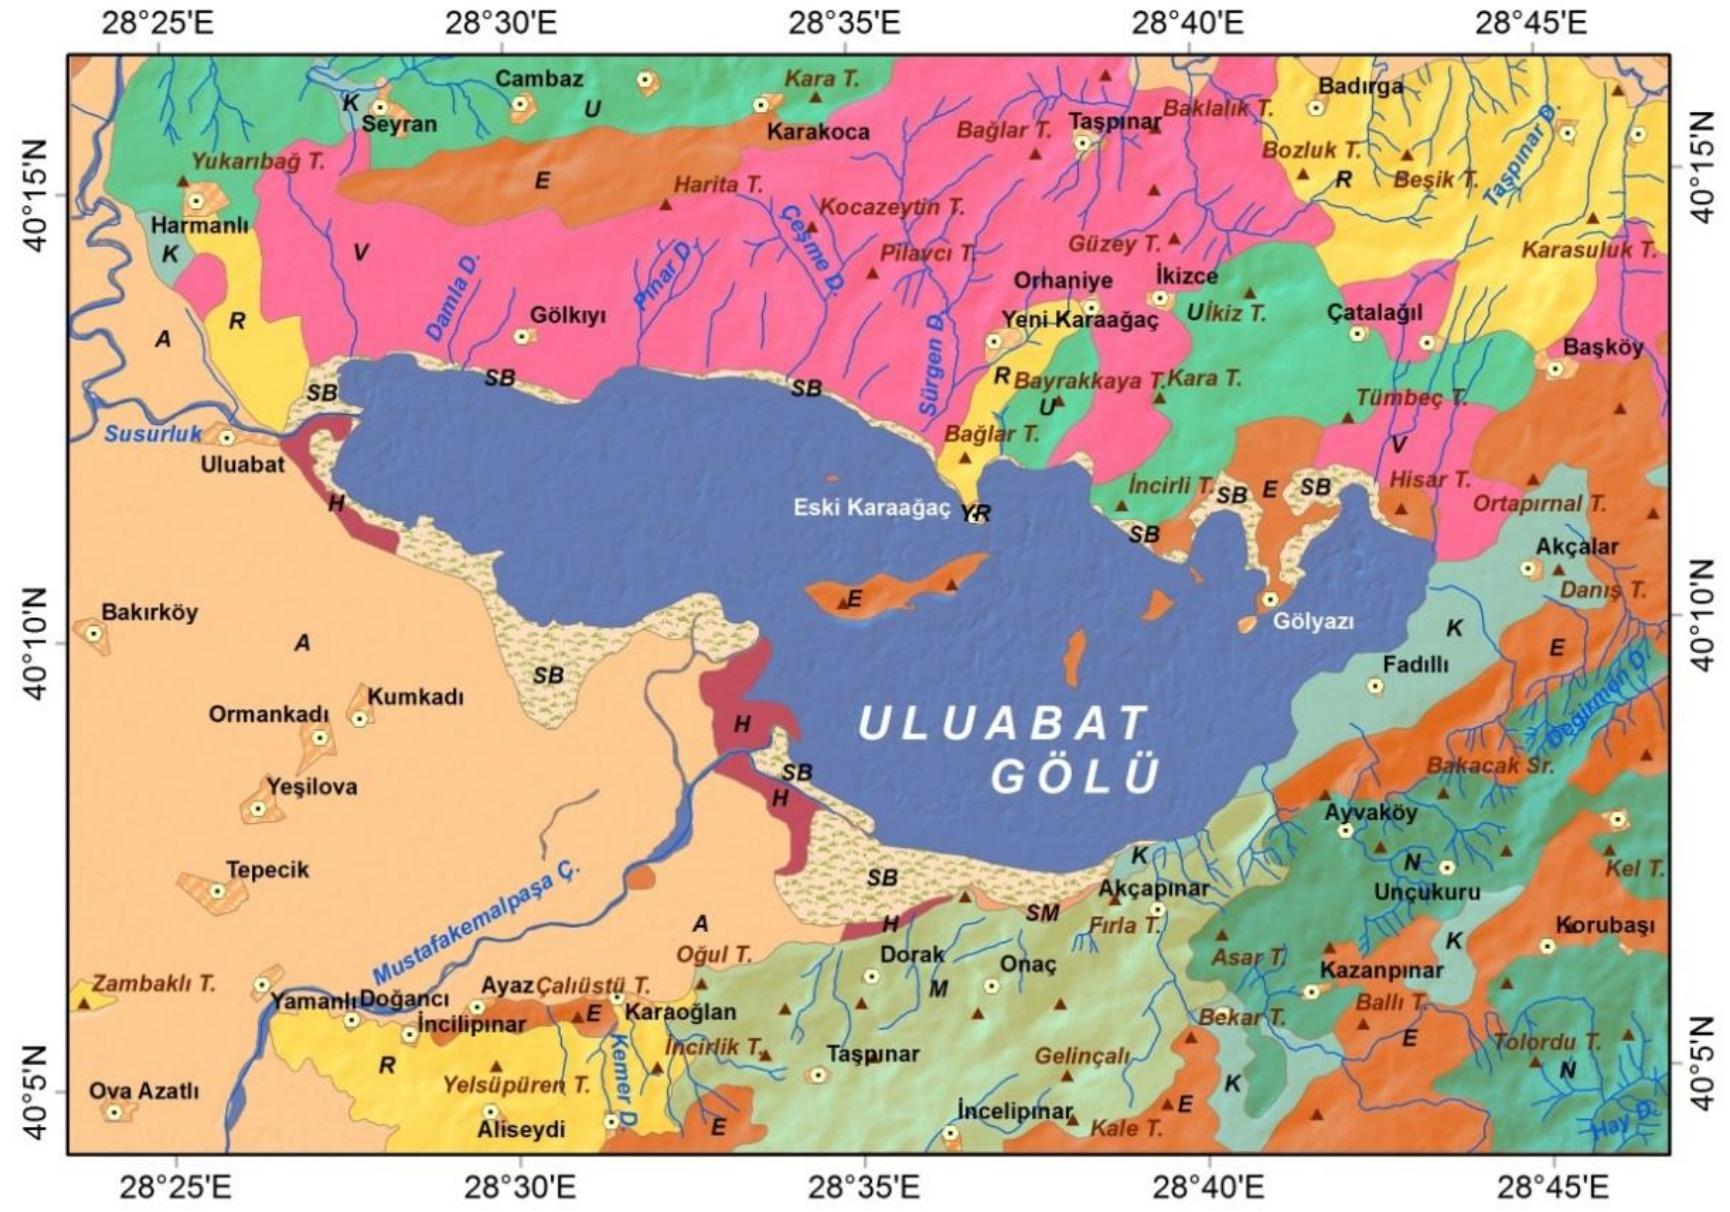 28°25'E 28°30'E 28°35'E 28°40'E 28°45'E
Cambaz
Kara T.
Badırga
K
U
Seyran
Karakoca
Bağlar T.
Taşpınar
Baklalık T.
Taşpınar D.
40°15'N
40°15'N
Yukarıbağ T.
E
Harita T.
Bozluk T.
R
Beşik T.
Harmanlı
Kocazeytin T.
Çeşme D.
K
V
Pilavcı T.
Güzey T.
Karasuluk T.
Damla D.
Pınar D.
Orhaniye
İkizce
A
R
Gölkıyı
Sürgen D.
Yeni Karaağaç
U
İkiz T.
Çatalağıl
Başköy
SB
SB
SB
R
Bayrakkaya T.
Kara T.
U
Tümbeç T.
Susurluk
Bağlar T.
V
Uluabat
H
Eski Karaağaç
YR
İncirli T.
SB
E
SB
Hisar T.
Ortapırnal T.
SB
Akçalar
Danış T.
40°10'N
40°10'N
Bakırköy
A
E
Gölyazı
K
E
SB
Fadıllı
Değirmen D.
Kumkadı
Ormankadı
H
ULUABAT
GÖLÜ
SB
H
Yeşilova
Bakacak Sr.
Ayvaköy
Tepecik
K
N
Kel T.
SB
Akçapınar
Unçukuru
Mustafakemalpaşa Ç.
A
H
SM
Fırla T.
Korubaşı
K
Oğul T.
Dorak
Onaç
Asar T.
Kazanpınar
Zambaklı T.
Yamanlı
Doğancı
Ayaz
Çalıüstü T.
M
Ballı T.
İncilipınar
E
Karaoğlan
Bekar T.
E
40°5'N
40°5'N
R
Kemer D.
İncirlik T.
Taşpınar
Gelinçalı
Tolordu T.
N
Yelsüpüren T.
K
Ova Azatlı
Aliseydi
E
İncelipınar
Kale T.
E
Hay D.
28°25'E 28°30'E 28°35'E 28°40'E 28°45'E